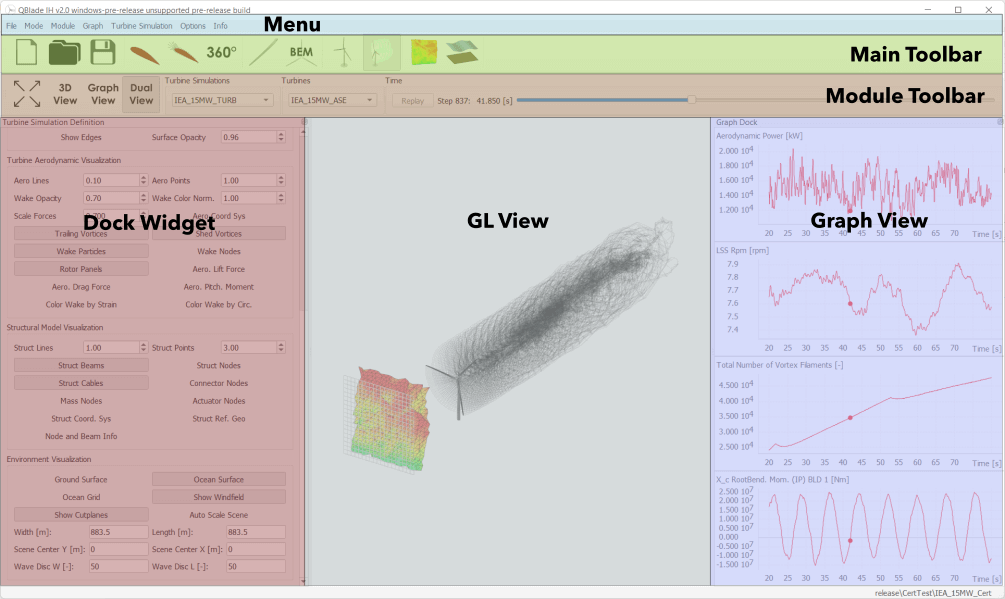 QBlade IH v2.0 windows-pre-release unsupported pre-release build
File Mode Module Graph Turbine Simulation Options Info
Menu
360°
BEM
Main Toolbar
3D View
Graph View
Dual View
Turbine Simulations
IEA_15MW_TURB
Turbines
IEA_15MW_ASE
Time
Replay Step 837: 41.850 [s]
Module Toolbar
Turbine Simulation Definition
Show Edges Surface Opacity 0.96
Turbine Aerodynamic Visualization
Aero Lines 0.10 Aero Points 1.00
Wake Opacity 0.70 Wake Color Norm. 1.00
Scale Forces Aero Coord Sys
Dock Widget
Trailing Vortices Shed Vortices
Wake Particles Wake Nodes
Rotor Panels Aero. Lift Force
Aero. Drag Force Aero. Pitch. Moment
Color Wake by Strain Color Wake by Circ.
Structural Model Visualization
Struct Lines 1.00 Struct Points 3.00
Struct Beams Struct Nodes
Struct Cables Connector Nodes
Mass Nodes Actuator Nodes
Struct Coord. Sys Struct Ref. Geo
Node and Beam Info
Environment Visualization
Ground Surface Ocean Surface
Ocean Grid Show Windfield
Show Cutplanes Auto Scale Scene
Width [m]: 883.5 Length [m]: 883.5
Scene Center Y [m]: 0 Scene Center X [m]: 0
Wave Disc W [-]: 50 Wave Disc L [-]: 50
GL View
Graph Dock
Aerodynamic Power [kW]
2.000 10^4
1.800 10^4
1.600 10^4
1.400 10^4
1.200 10^4
Graph View
20 25 30 35 40 45 50 55 60 65 70 Time [s]
LSS Rpm [rpm]
7.9
7.8
7.7
7.6
7.5
7.4
20 25 30 35 40 45 50 55 60 65 70 Time [s]
Total Number of Vortex Filaments [-]
4.500 10^4
4.000 10^4
3.500 10^4
3.000 10^4
2.500 10^4
20 25 30 35 40 45 50 55 60 65 70 Time [s]
X_c RootBend. Mom. (IP) BLD 1 [Nm]
2.500 10^7
2.000 10^7
1.500 10^7
1.000 10^7
0.500 10^7
0.000
-0.500 10^7
-1.000 10^7
-1.500 10^7
20 25 30 35 40 45 50 55 60 65 70 Time [s]
release\CertTest\IEA_15MW_Cert